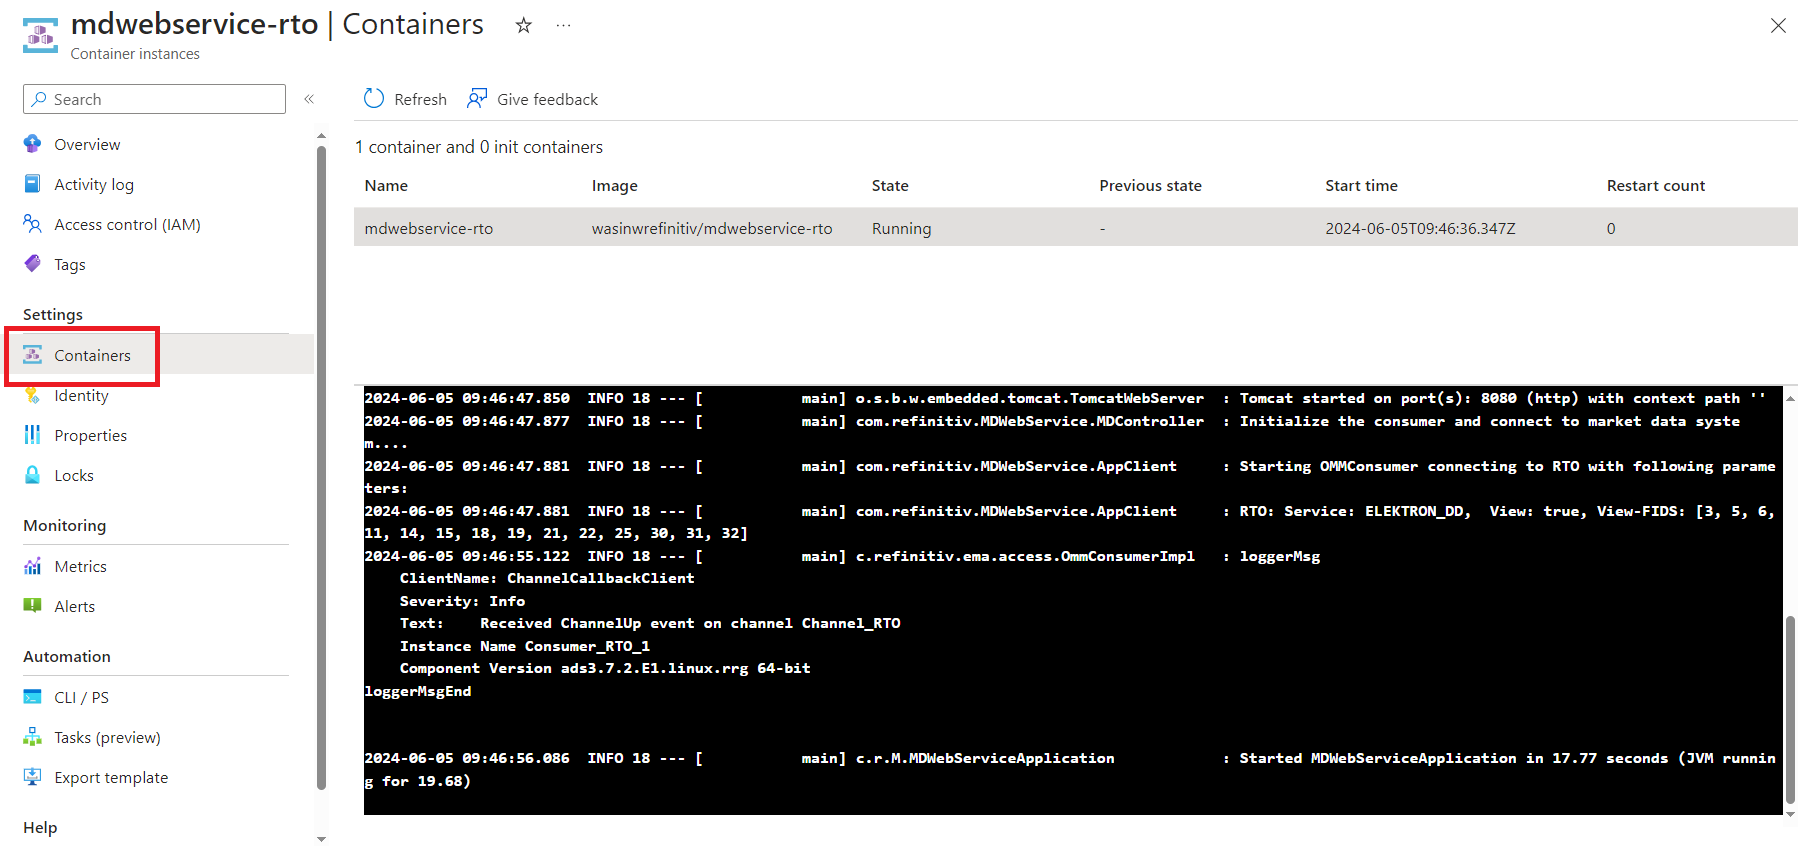 mdwebservice-rto | Containers
Container instances
Search
Overview
Activity log
Access control (IAM)
Tags
Settings
Containers
Identity
Properties
Locks
Monitoring
Metrics
Alerts
Automation
CLI / PS
Tasks (preview)
Export template
Help
Refresh Give feedback
1 container and 0 init containers
Name Image State Previous state Start time Restart count
mdwebservice-rto wasinwrefinitiv/mdwebservice-rto Running - 2024-06-05T09:46:36.347Z 0
2024-06-05 09:46:47.850  INFO 18 --- [           main] o.s.b.w.embedded.tomcat.TomcatWebServer  : Tomcat started on port(s): 8080 (http) with context path ''
2024-06-05 09:46:47.877  INFO 18 --- [           main] com.refinitiv.MDWebService.MDController  : Initialize the consumer and connect to market data syste
m....
2024-06-05 09:46:47.881  INFO 18 --- [           main] com.refinitiv.MDWebService.AppClient     : Starting OMMConsumer connecting to RTO with following parame
ters:
2024-06-05 09:46:47.881  INFO 18 --- [           main] com.refinitiv.MDWebService.AppClient     : RTO: Service: ELEKTRON_DD,  View: true, View-FIDS: [3, 5, 6,
11, 14, 15, 18, 19, 21, 22, 25, 30, 31, 32]
2024-06-05 09:46:55.122  INFO 18 --- [           main] c.refinitiv.ema.access.OmmConsumerImpl   : loggerMsg
    ClientName: ChannelCallbackClient
    Severity: Info
    Text:    Received ChannelUp event on channel Channel_RTO
    Instance Name Consumer_RTO_1
    Component Version ads3.7.2.E1.linux.rrg 64-bit
loggerMsgEnd
2024-06-05 09:46:56.086  INFO 18 --- [           main] c.r.M.MDWebServiceApplication            : Started MDWebServiceApplication in 17.77 seconds (JVM runnin
g for 19.68)